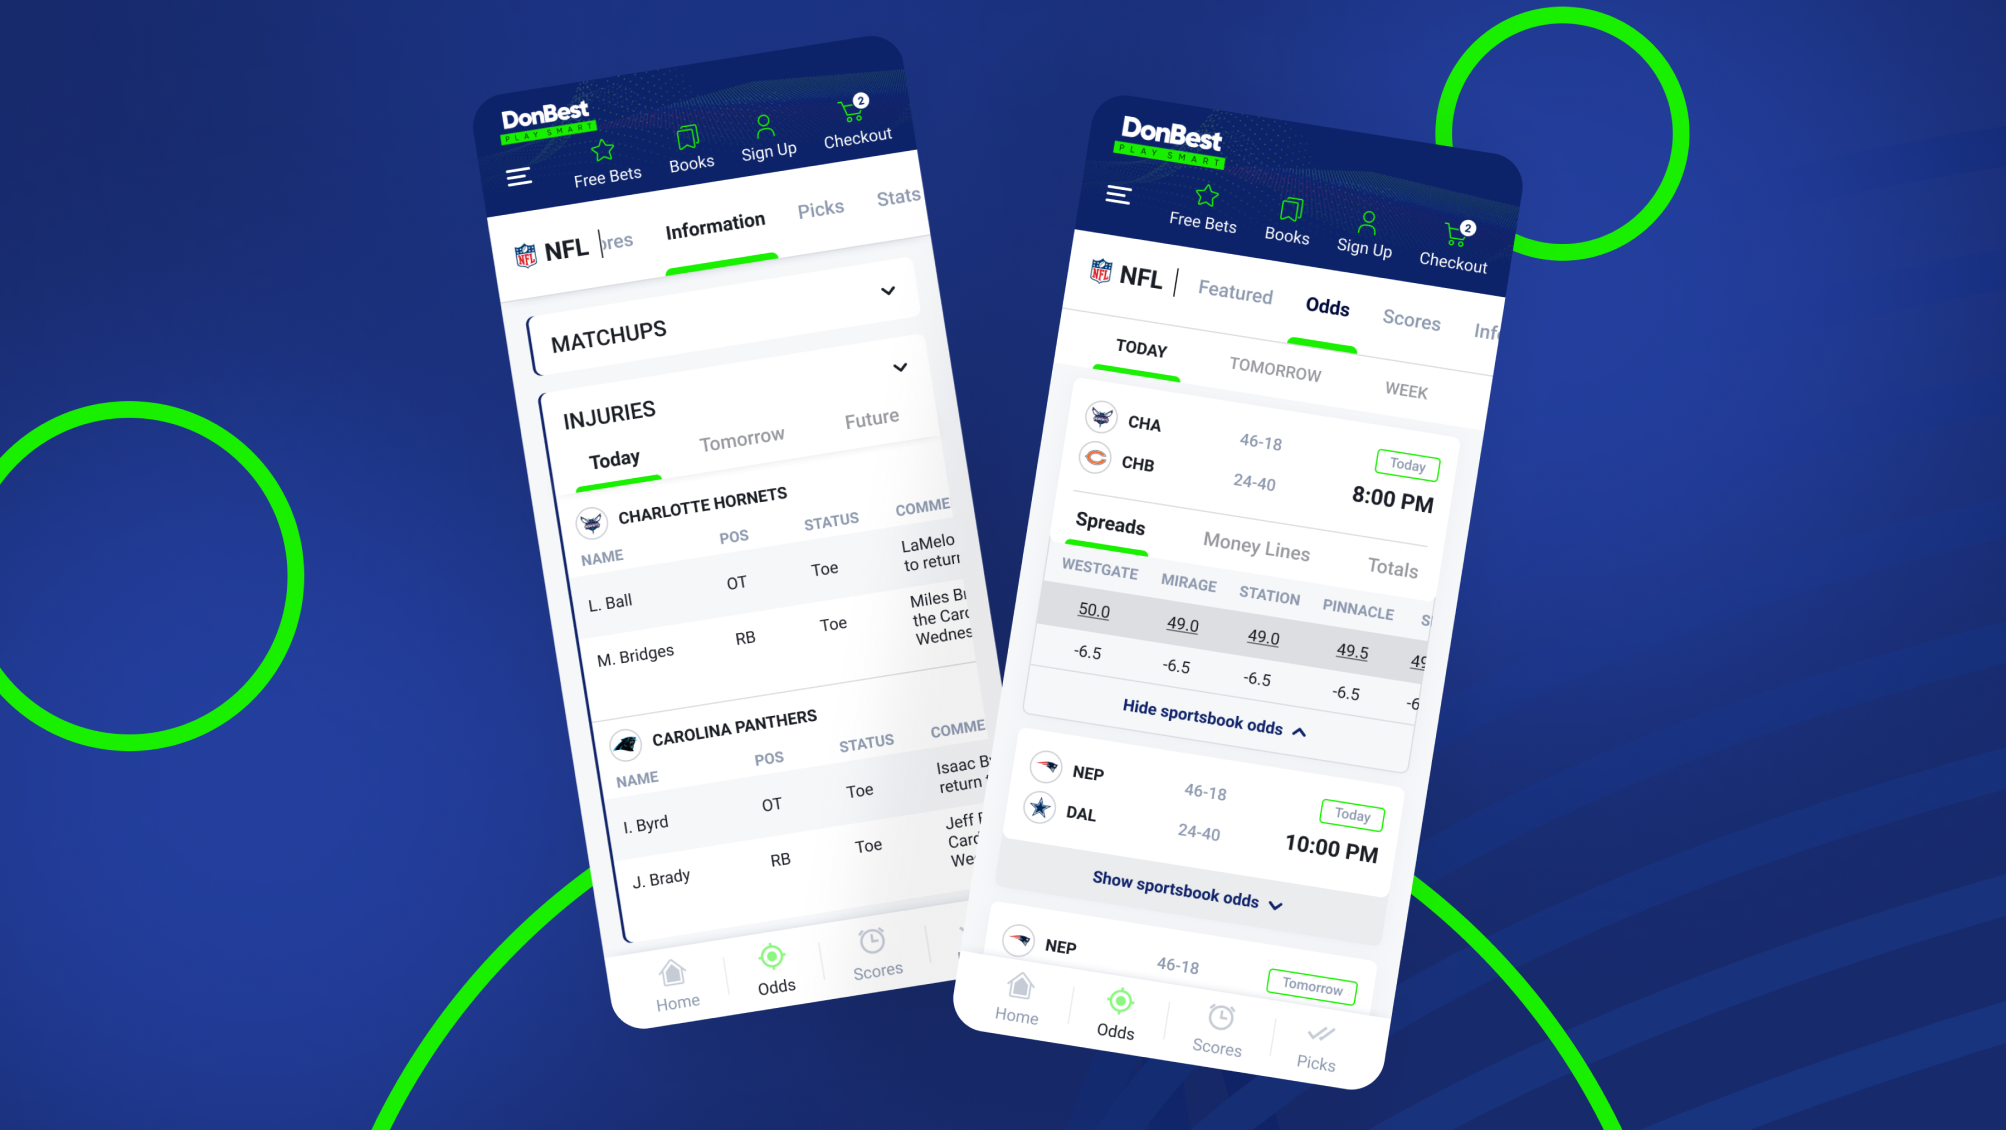 DonBest
PLAY SMART
Free Bets
Books
Sign Up
2
Checkout
NFL
NFL
ores
Information
Picks
Stats
MATCHUPS
INJURIES
Today
Tomorrow
Future
CHARLOTTE HORNETS
NAME
POS
STATUS
COMME
L. Ball
OT
Toe
LaMelo
to return
M. Bridges
RB
Toe
Miles Br
the Card
Wednes
CAROLINA PANTHERS
NAME
POS
STATUS
COMME
I. Byrd
OT
Toe
Isaac B
return
J. Brady
RB
Toe
Jeff
Card
We
Home
Odds
Scores
DonBest
PLAY SMART
Free Bets
Books
Sign Up
2
Checkout
NFL
NFL
Featured
Odds
Scores
Inf
TODAY
TOMORROW
WEEK
CHA
46-18
CHB
24-40
Today
8:00 PM
Spreads
Money Lines
Totals
WESTGATE
MIRAGE
STATION
PINNACLE
S
50.0
49.0
49.0
49.5
49
-6.5
-6.5
-6.5
-6.5
-6
Hide sportsbook odds
NEP
46-18
DAL
24-40
Today
10:00 PM
Show sportsbook odds
NEP
46-18
Tomorrow
Home
Odds
Scores
Picks